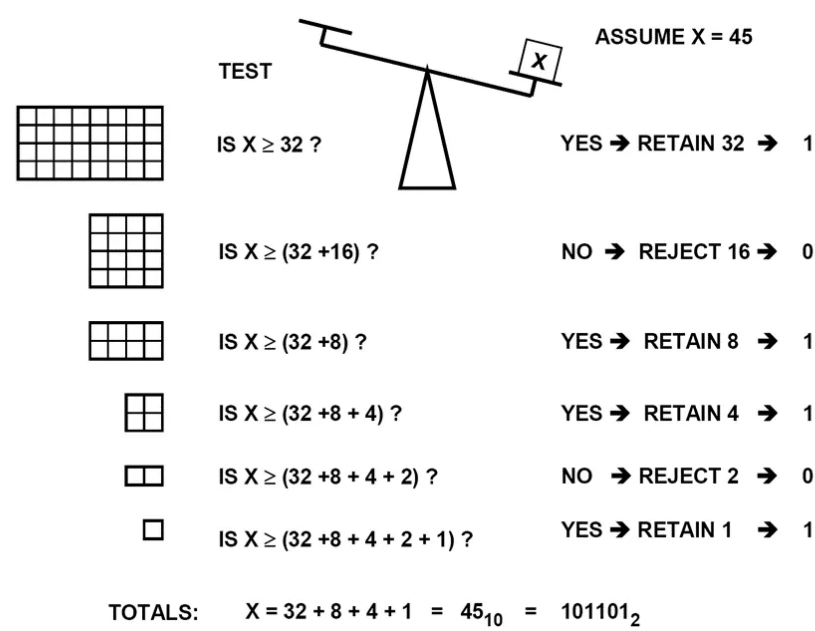 ASSUME X = 45
X
TEST
IS X ≥ 32 ? YES ➔ RETAIN 32 ➔ 1
IS X ≥ (32 +16) ? NO ➔ REJECT 16 ➔ 0
IS X ≥ (32 +8) ? YES ➔ RETAIN 8 ➔ 1
IS X ≥ (32 +8 + 4) ? YES ➔ RETAIN 4 ➔ 1
IS X ≥ (32 +8 + 4 + 2) ? NO ➔ REJECT 2 ➔ 0
IS X ≥ (32 +8 + 4 + 2 + 1) ? YES ➔ RETAIN 1 ➔ 1
TOTALS: X = 32 + 8 + 4 + 1 = 45₁₀ = 101101₂